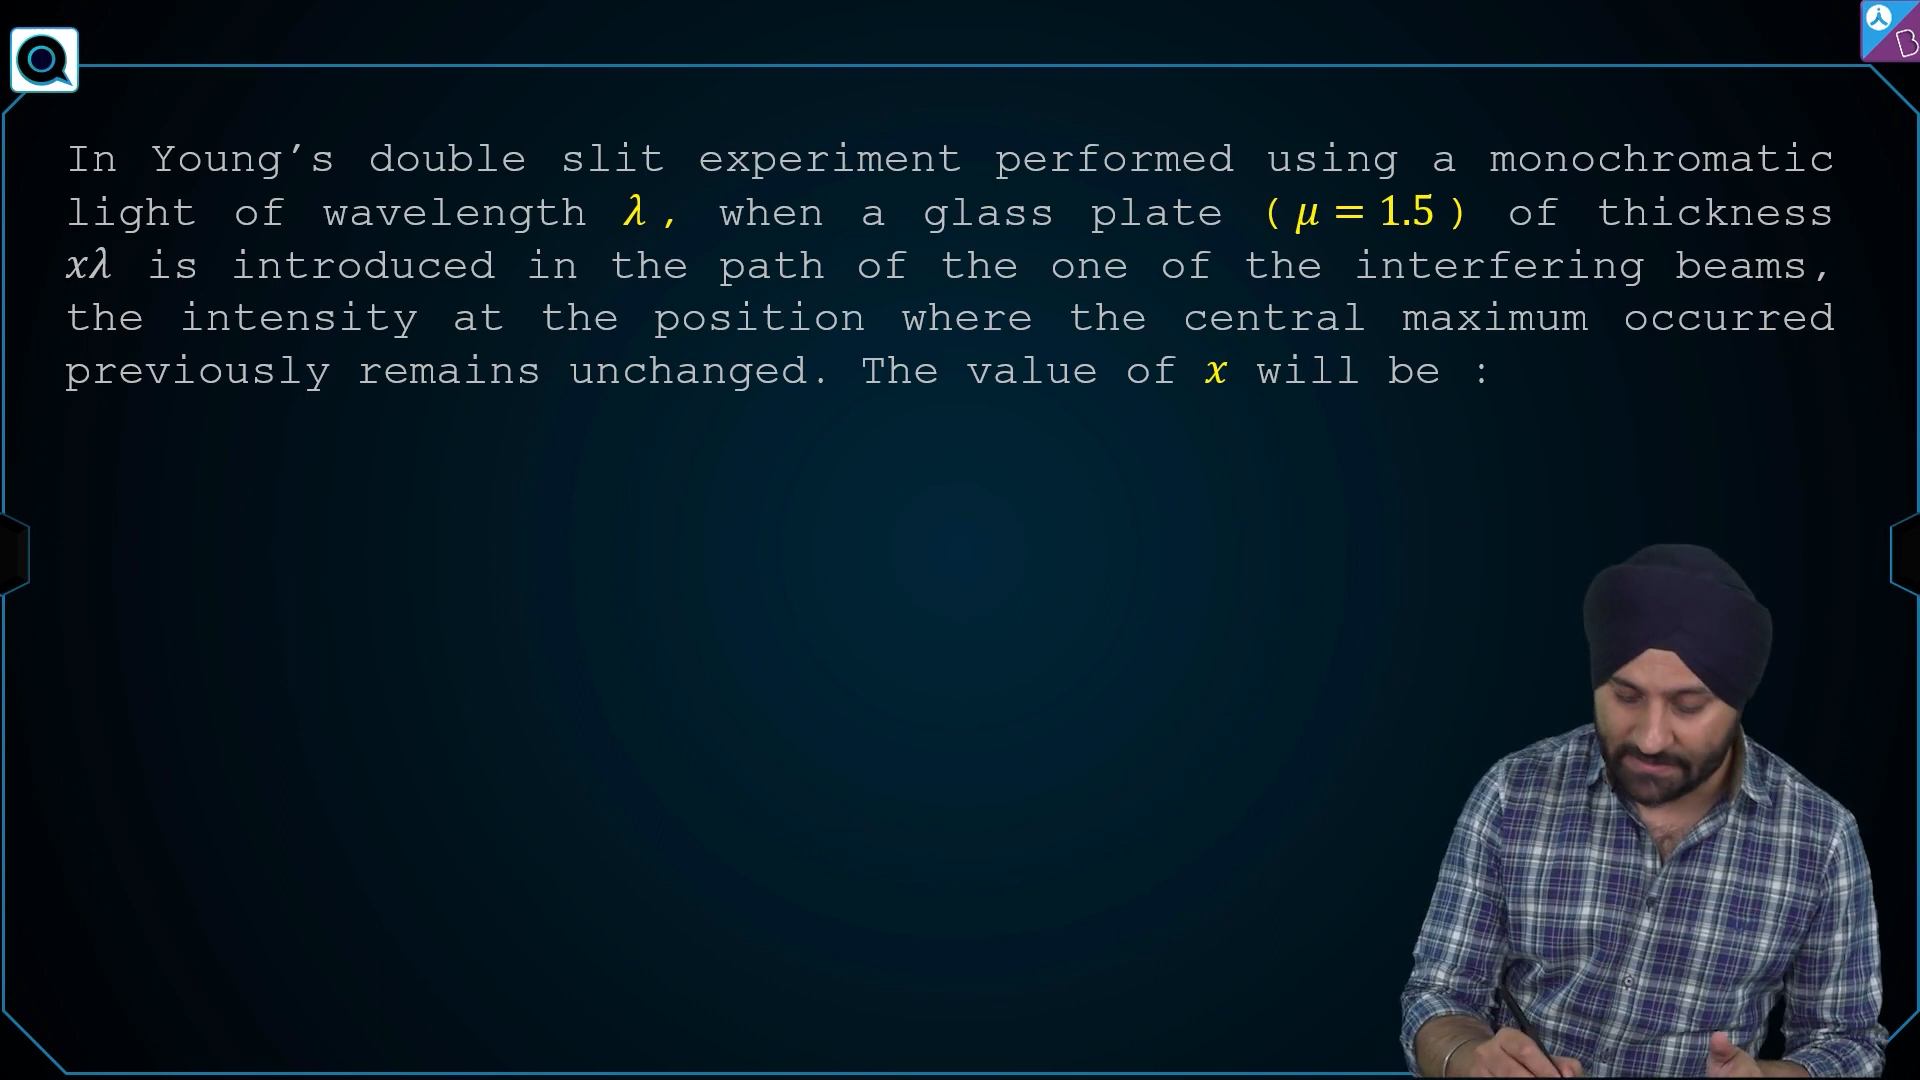 In Young's double slit experiment performed using a monochromatic
light of wavelength λ, when a glass plate (μ = 1.5) of thickness
xλ is introduced in the path of the one of the interfering beams,
the intensity at the position where the central maximum occurred
previously remains unchanged. The value of x will be :